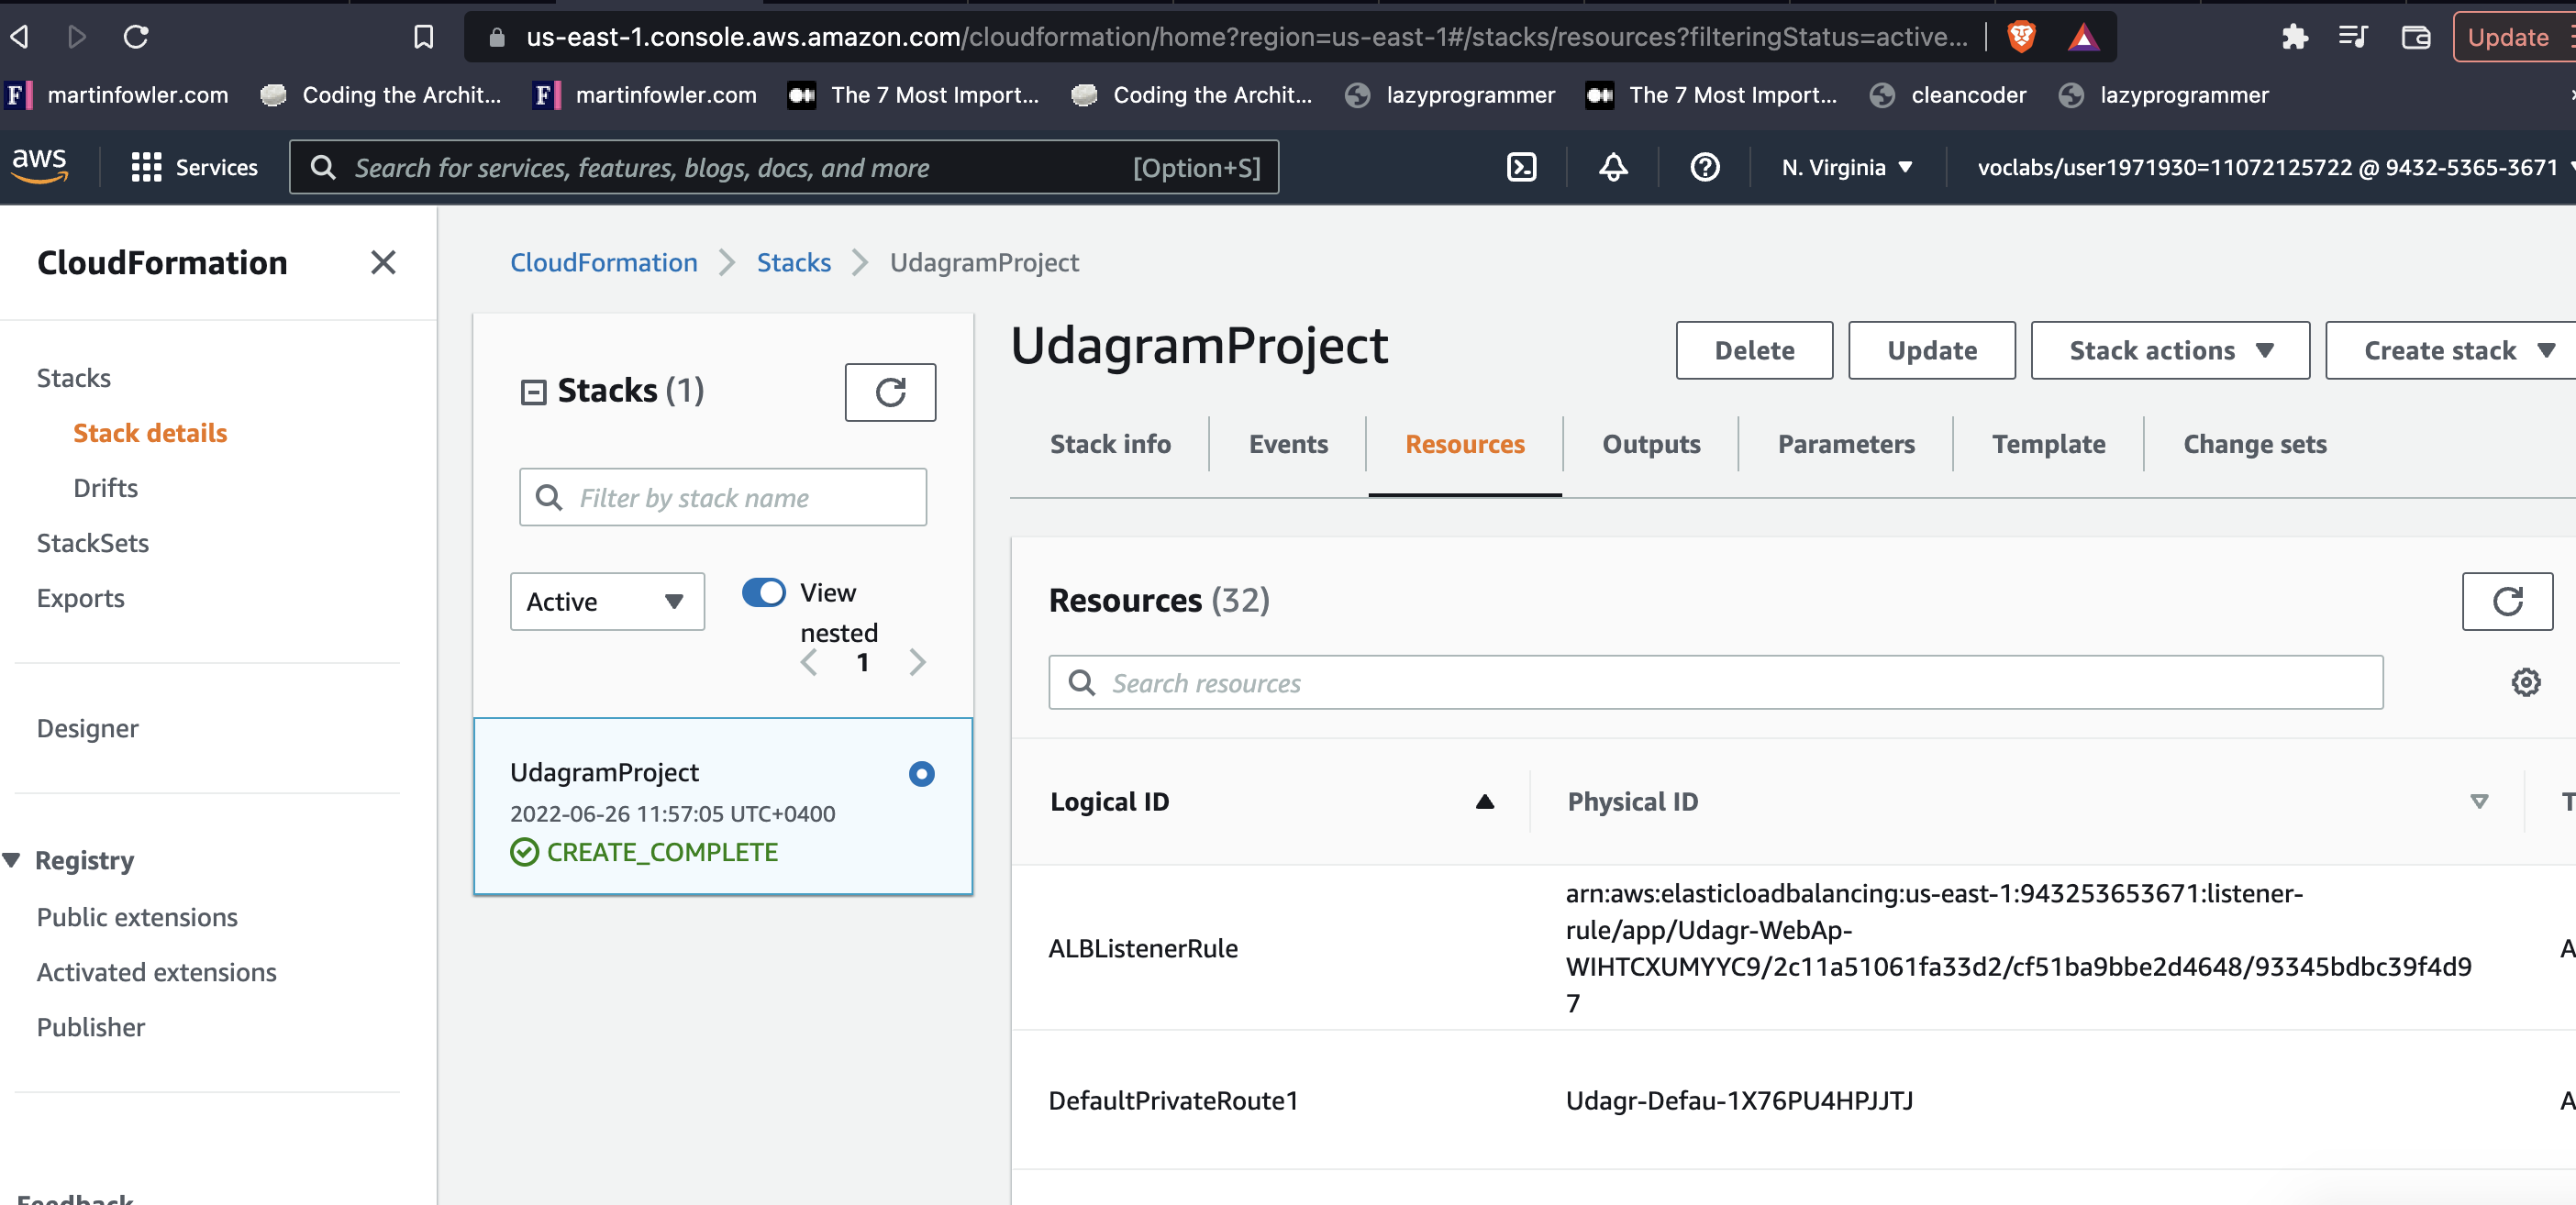 us-east-1.console.aws.amazon.com/cloudformation/home?region=us-east-1#/stacks/resources?filteringStatus=active...
Update
F martinfowler.com Coding the Archit... F martinfowler.com The 7 Most Import... Coding the Archit... lazyprogrammer The 7 Most Import... cleancoder lazyprogrammer
aws Services Search for services, features, blogs, docs, and more [Option+S] N. Virginia voclabs/user1971930=11072125722 @ 9432-5365-3671
CloudFormation
Stacks
Stack details
Drifts
StackSets
Exports
Designer
Registry
Public extensions
Activated extensions
Publisher
Feedback
CloudFormation Stacks UdagramProject
Stacks (1)
Filter by stack name
Active
View
nested
1
UdagramProject
2022-06-26 11:57:05 UTC+0400
CREATE_COMPLETE
UdagramProject
Delete Update Stack actions Create stack
Stack info Events Resources Outputs Parameters Template Change sets
Resources (32)
Search resources
Logical ID Physical ID T
ALBListenerRule
arn:aws:elasticloadbalancing:us-east-1:943253653671:listener-
rule/app/Udagr-WebAp-
WIHTCXUMYYC9/2c11a51061fa33d2/cf51ba9bbe2d4648/93345bdbc39f4d9
7
A
DefaultPrivateRoute1 Udagr-Defau-1X76PU4HPJJTJ A